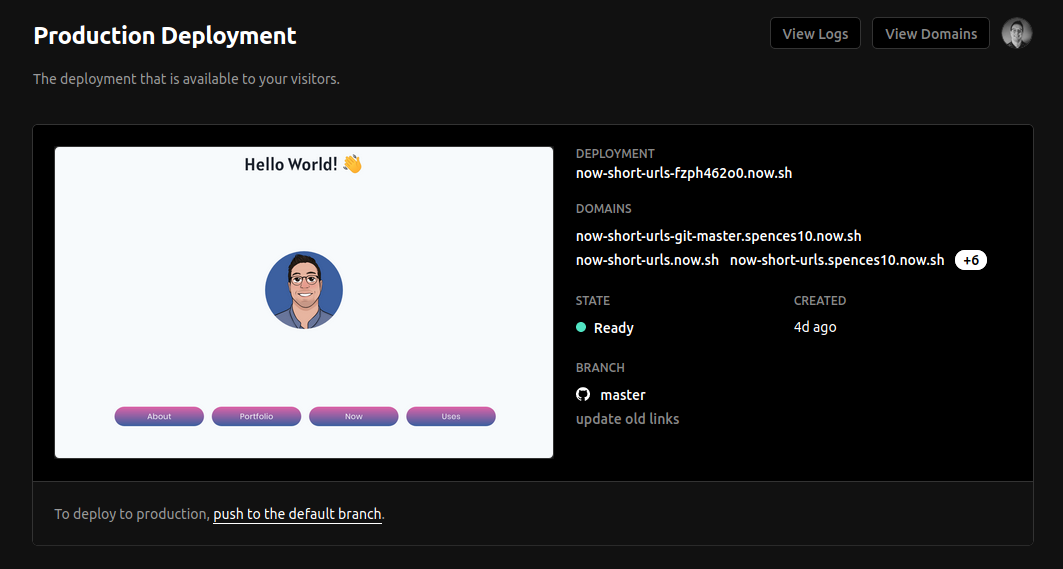 Production Deployment
View Logs
View Domains
The deployment that is available to your visitors.
Hello World! 👋
About
Portfolio
Now
Uses
DEPLOYMENT
now-short-urls-fzph462o0.now.sh
DOMAINS
now-short-urls-git-master.spences10.now.sh
now-short-urls.now.sh now-short-urls.spences10.now.sh +6
STATE
Ready
CREATED
4d ago
BRANCH
master
update old links
To deploy to production, push to the default branch.